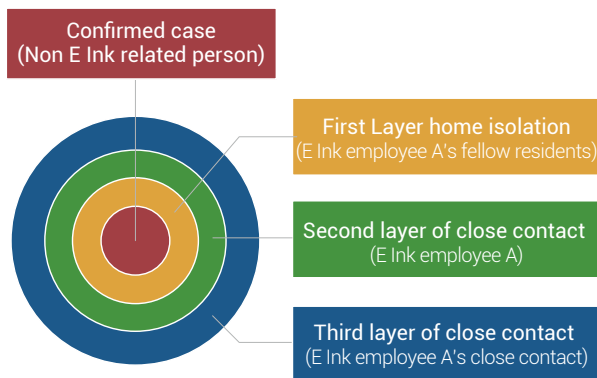 Confirmed case
(Non E Ink related person)
First Layer home isolation
(E Ink employee A's fellow residents)
Second layer of close contact
(E Ink employee A)
Third layer of close contact
(E Ink employee A's close contact)